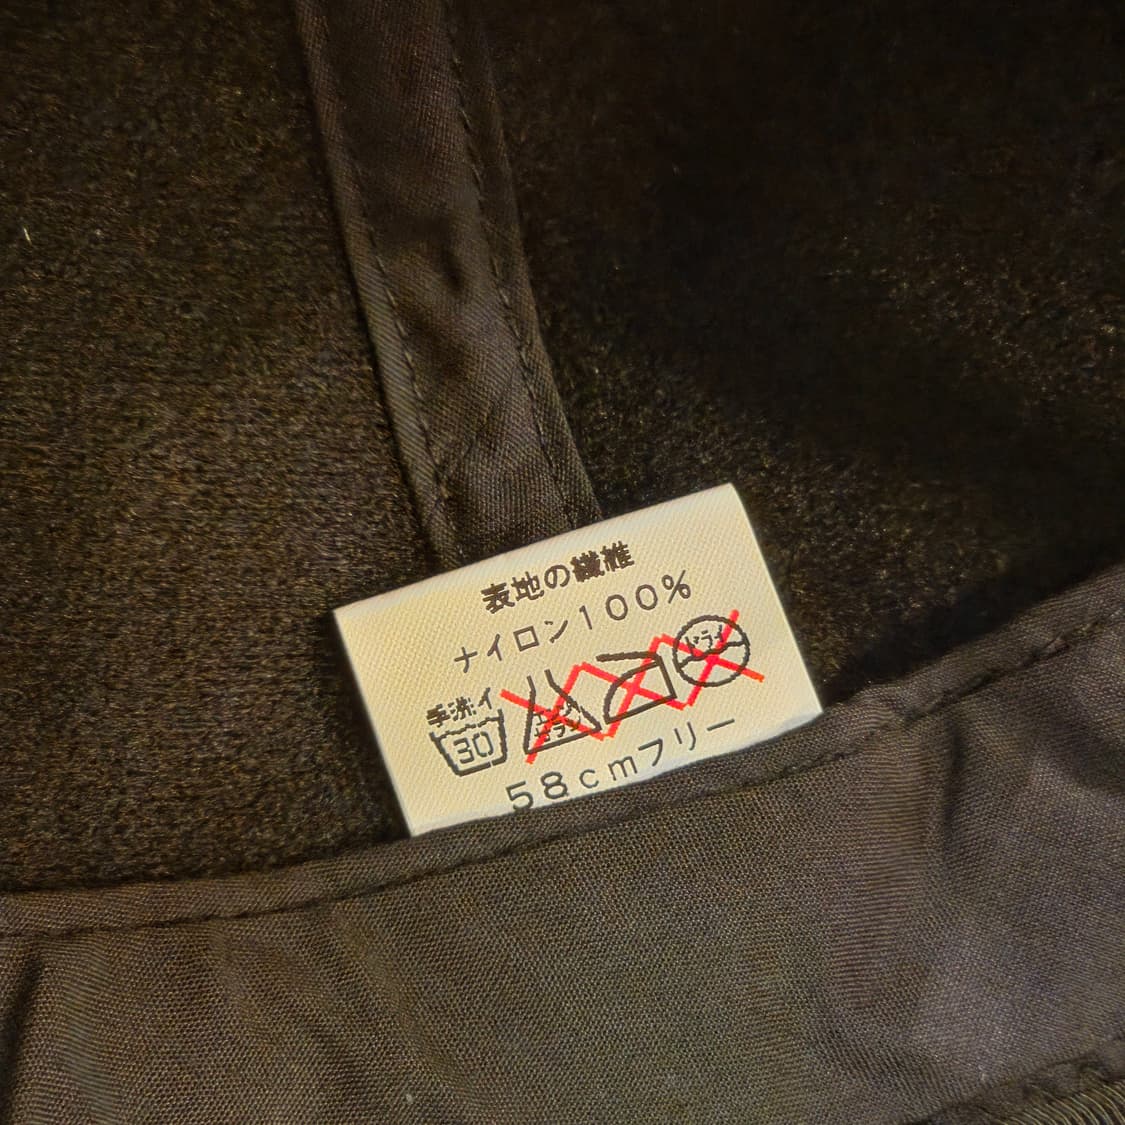 表地の繊維
ナイロン100%
手洗イ エンソサラシ ドライ
30
58cmフリー